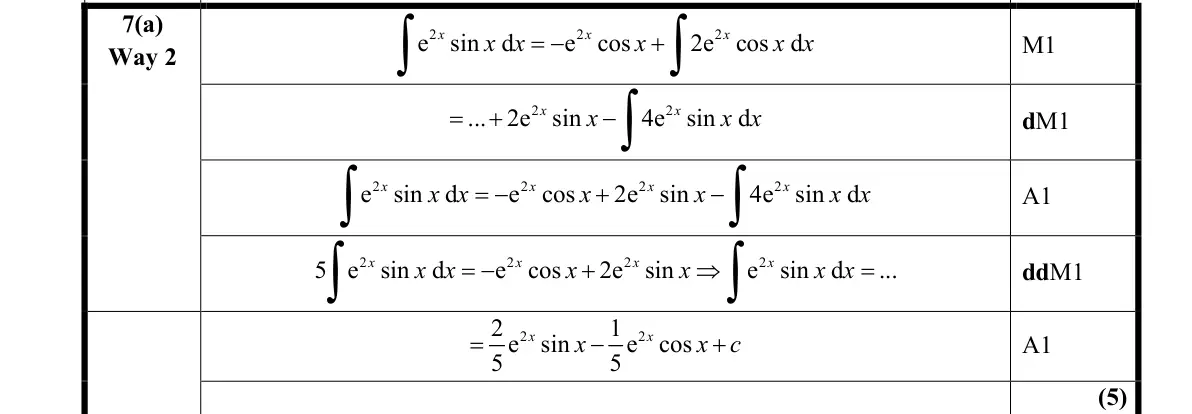 7(a)
Way 2
∫e^{2x} sin x dx = −e^{2x} cos x + ∫2e^{2x} cos x dx
M1
= ... + 2e^{2x} sin x − ∫4e^{2x} sin x dx
dM1
∫e^{2x} sin x dx = −e^{2x} cos x + 2e^{2x} sin x − ∫4e^{2x} sin x dx
A1
5∫e^{2x} sin x dx = −e^{2x} cos x + 2e^{2x} sin x ⇒ ∫e^{2x} sin x dx = ...
ddM1
= 2/5 e^{2x} sin x − 1/5 e^{2x} cos x + c
A1
(5)